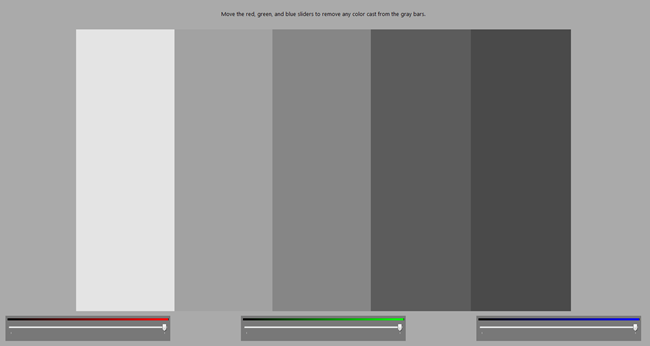 Move the red, green, and blue sliders to remove any color cast from the gray bars.